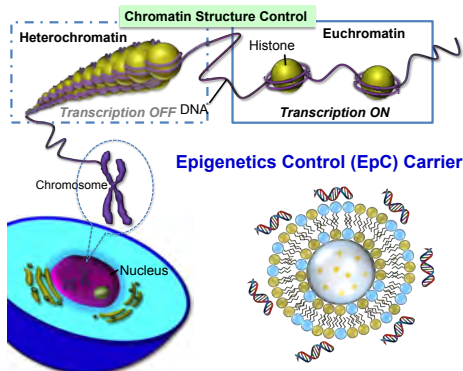 Chromatin Structure Control
Heterochromatin
Euchromatin
Histone
Transcription OFF
DNA
Transcription ON
Chromosome
Epigenetics Control (EpC) Carrier
Nucleus